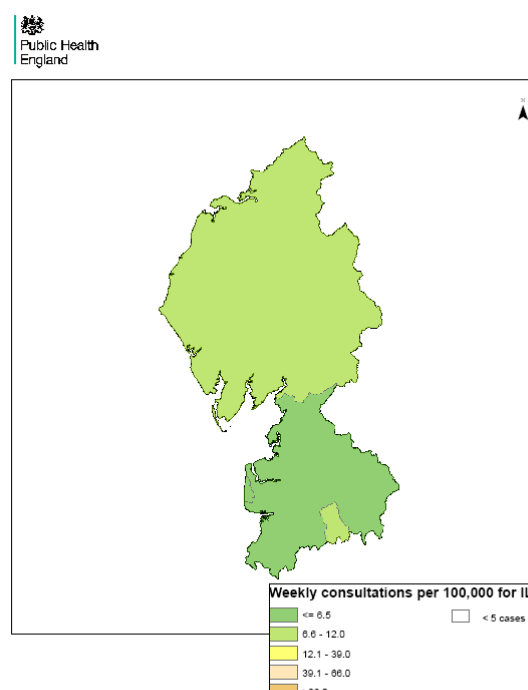 Public Health
England
N
Weekly consultations per 100,000 for IL
<= 6.5
< 5 cases
6.6 - 12.0
12.1 - 39.0
39.1 - 66.0